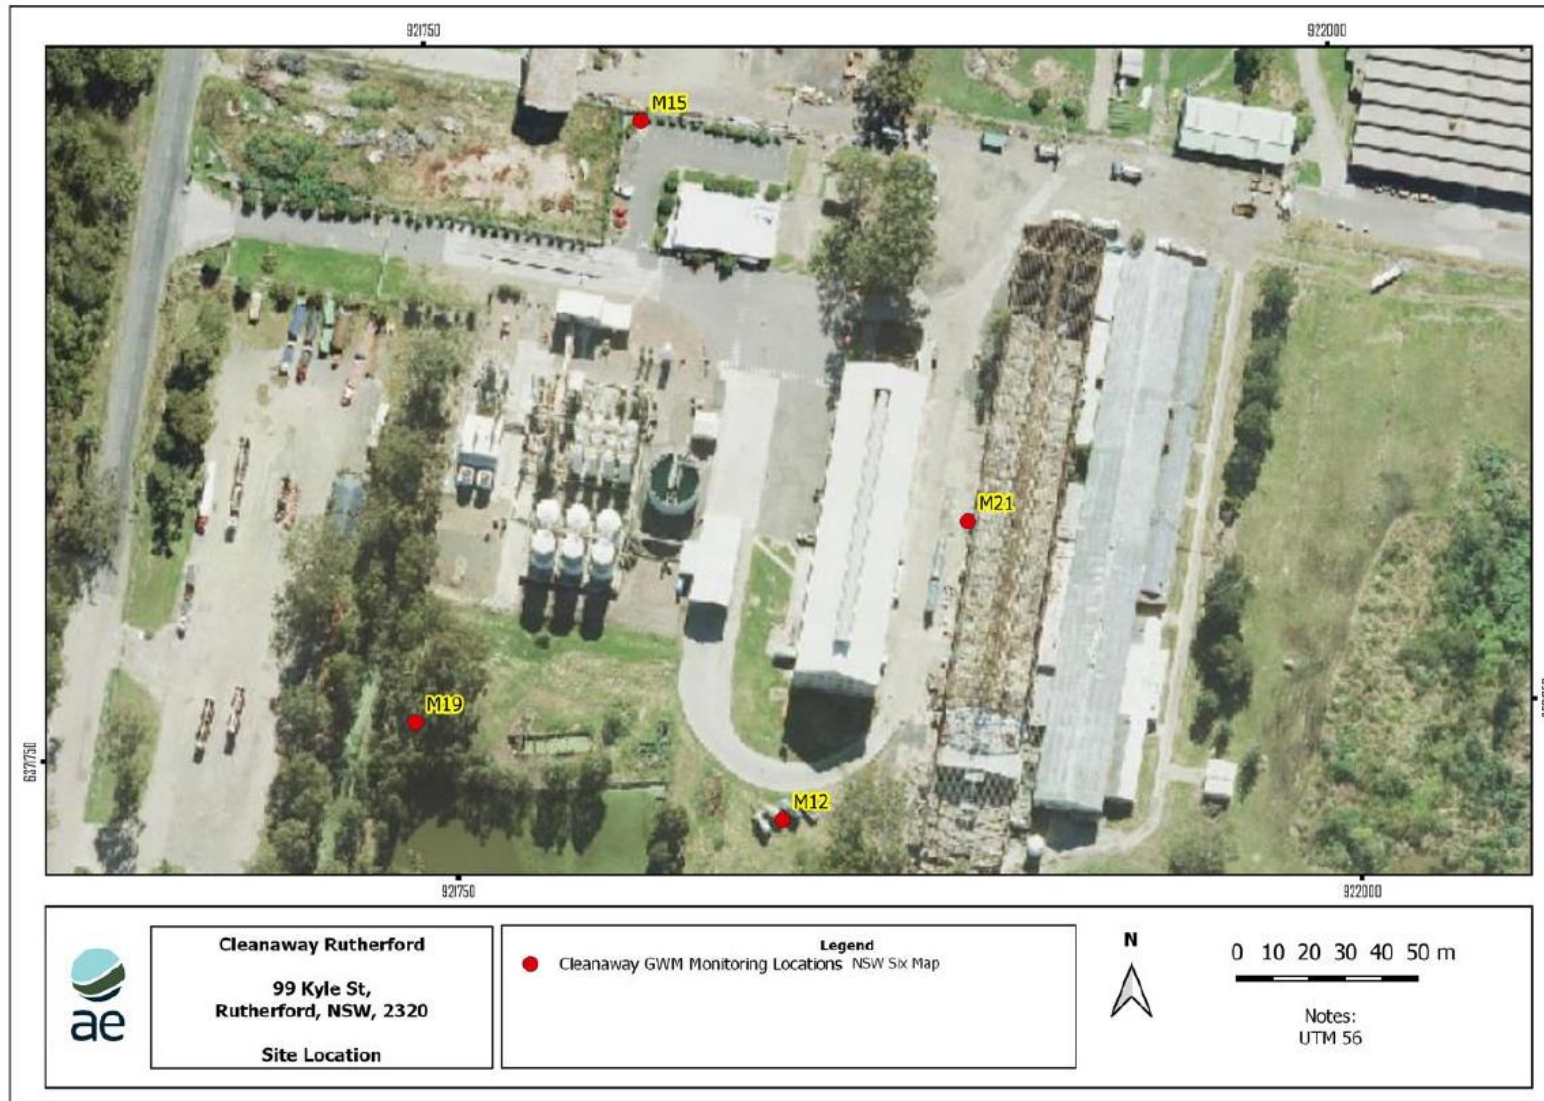 921750
922000
M15
M21
M19
M12
6371750
921750
922000
ae
Cleanaway Rutherford
99 Kyle St,
Rutherford, NSW, 2320
Site Location
Legend
Cleanaway GWM Monitoring Locations NSW Six Map
N
0 10 20 30 40 50 m
Notes:
UTM 56